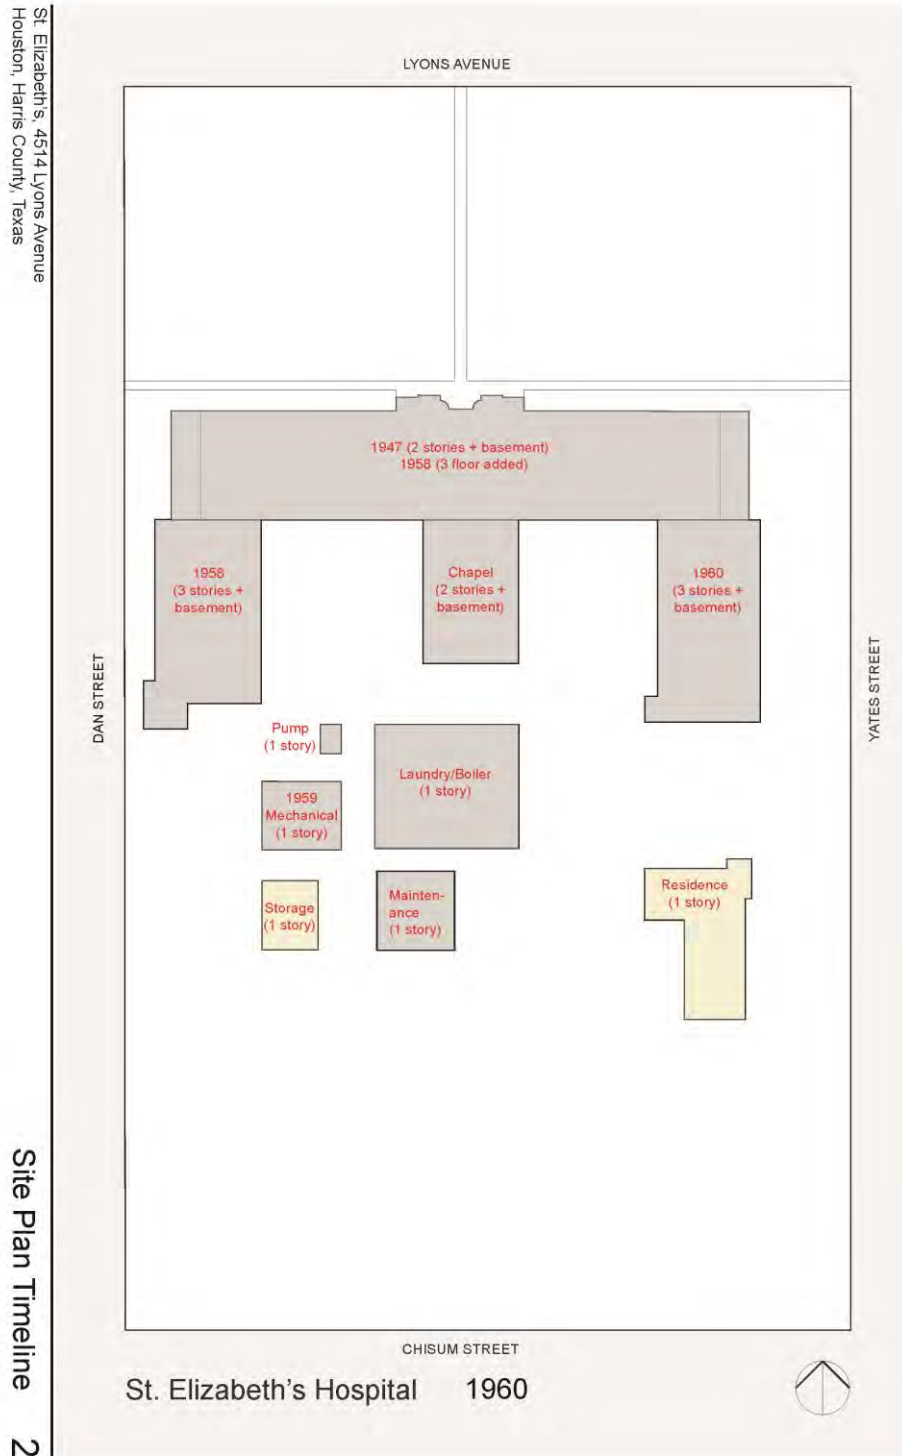 St. Elizabeth's, 4514 Lyons Avenue
Houston, Harris County, Texas
LYONS AVENUE
1947 (2 stories + basement)
1958 (3 floor added)
1958
(3 stories +
basement)
Chapel
(2 stories +
basement)
1960
(3 stories +
basement)
DAN STREET
YATES STREET
Pump
(1 story)
Laundry/Boiler
(1 story)
1959
Mechanical
(1 story)
Storage
(1 story)
Mainten-
ance
(1 story)
Residence
(1 story)
CHISUM STREET
St. Elizabeth's Hospital 1960
Site Plan Timeline 2